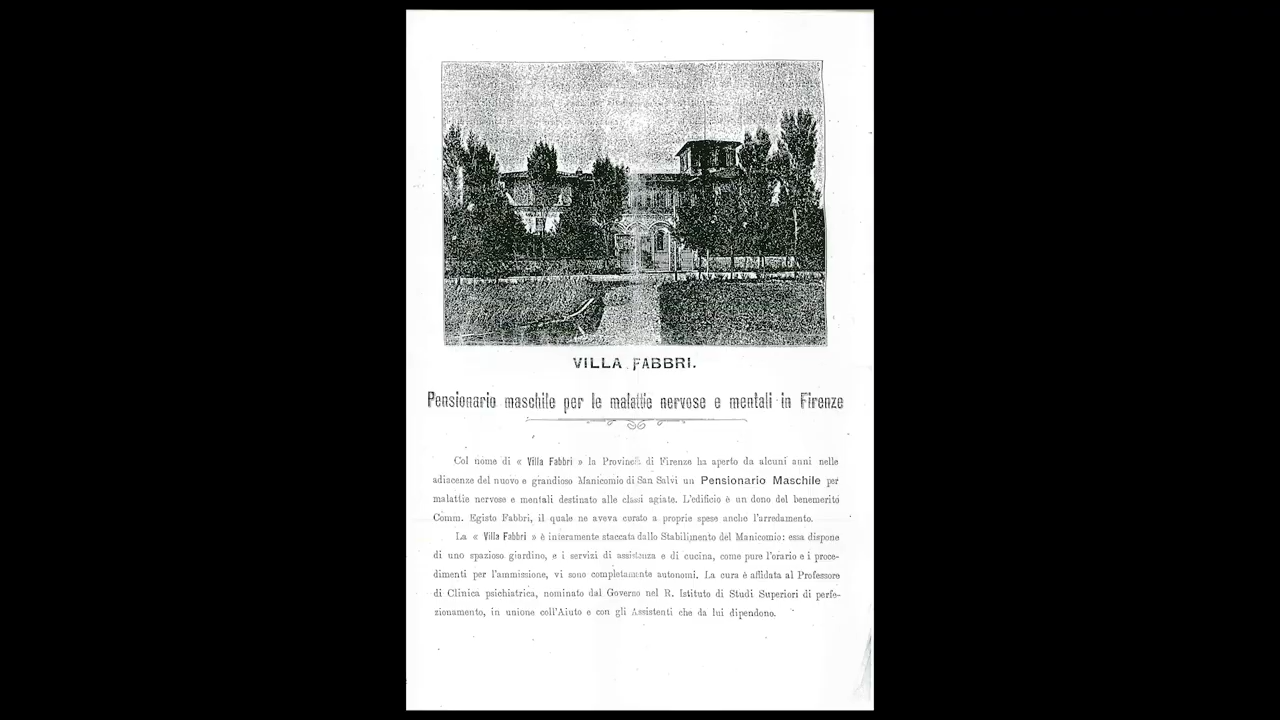 VILLA FABBRI.
Pensionario maschile per le malattie nervose e mentali in Firenze
Col nome di « Villa Fabbri » la Provincia di Firenze ha aperto da alcuni anni nelle
adiacenze del nuovo e grandioso Manicomio di San Salvi un Pensionario Maschile per
malattie nervose e mentali destinato alle classi agiate. L'edificio è un dono del benemerito
Comm. Egisto Fabbri, il quale ne aveva curato a proprie spese anche l'arredamento.
La « Villa Fabbri » è interamente staccata dallo Stabilimento del Manicomio: essa dispone
di uno spazioso giardino, e i servizi di assistenza e di cucina, come pure l'orario e i proce-
dimenti per l'ammissione, vi sono completamente autonomi. La cura è affidata al Professore
di Clinica psichiatrica, nominato dal Governo nel R. Istituto di Studi Superiori di perfe-
zionamento, in unione coll'Aiuto e con gli Assistenti che da lui dipendono.